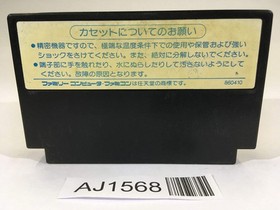 カセットについてのお願い
●精密機器ですので、極端な温度条件下での使用や保管および強い
ショックをさけてください。また、絶対に分解しないでください。
●端子部に手を触れたり、水にぬらしたりして汚さないようにして
ください。故障の原因となります。
ファミリーコンピュータ・ファミコンは任天堂の商標です。 860410
AJ1568